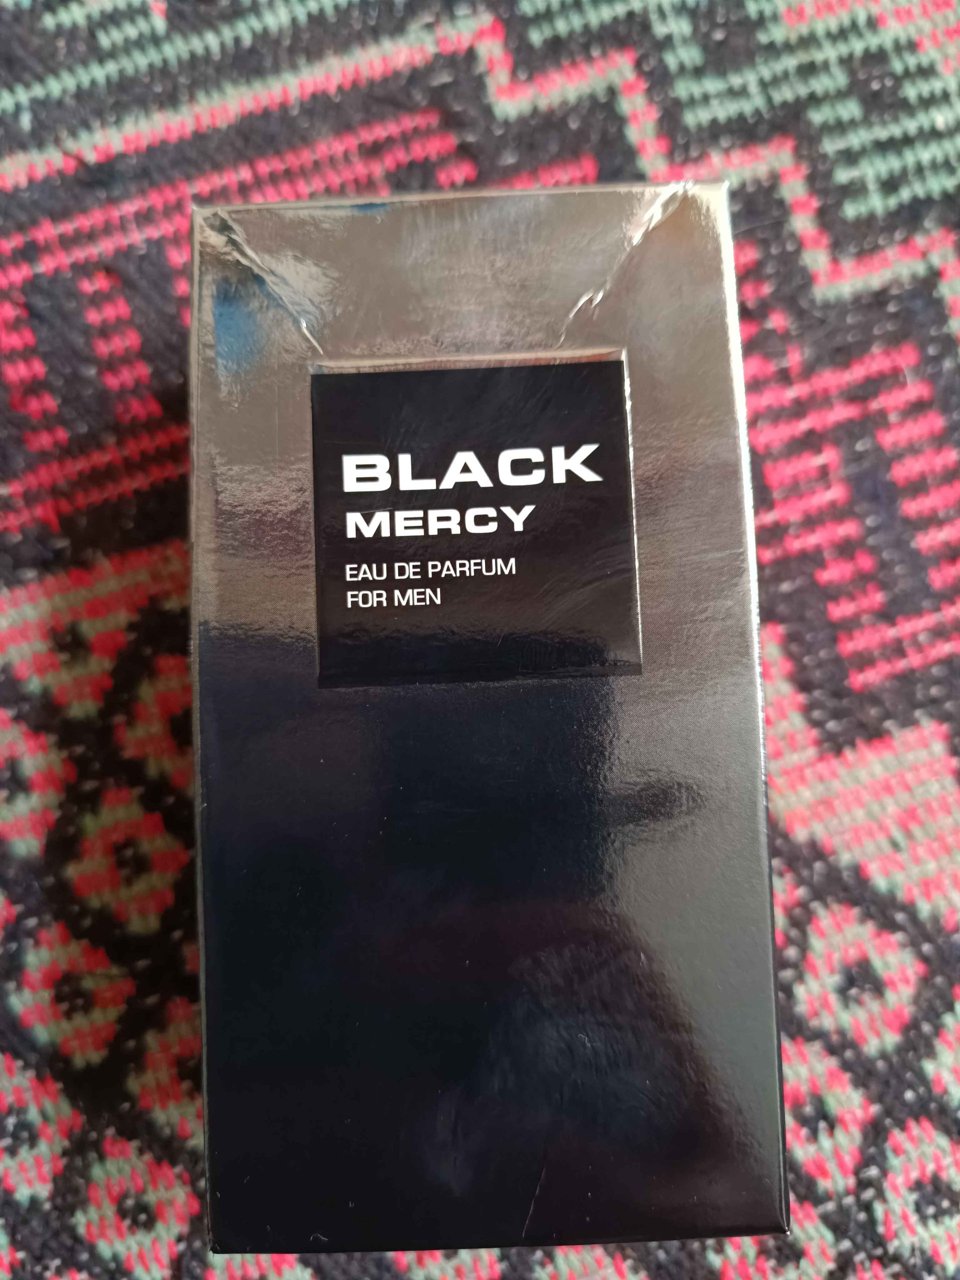 BLACK
MERCY
EAU DE PARFUM
FOR MEN